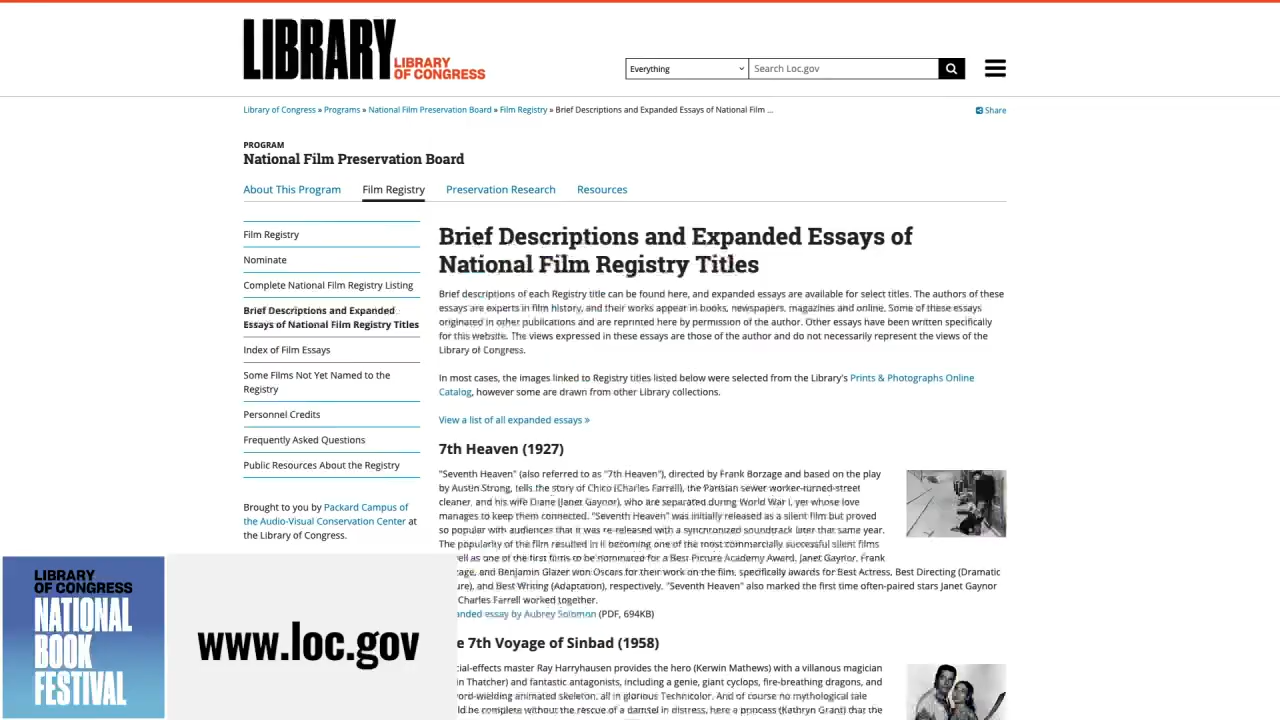 LIBRARY
LIBRARY
OF CONGRESS
Everything
Search Loc.gov
Library of Congress » Programs » National Film Preservation Board » Film Registry » Brief Descriptions and Expanded Essays of National Film ...
Share
PROGRAM
National Film Preservation Board
About This Program
Film Registry
Preservation Research
Resources
Film Registry
Nominate
Complete National Film Registry Listing
Brief Descriptions and Expanded
Essays of National Film Registry Titles
Index of Film Essays
Some Films Not Yet Named to the
Registry
Personnel Credits
Frequently Asked Questions
Public Resources About the Registry
Brought to you by Packard Campus of
the Audio-Visual Conservation Center at
the Library of Congress.
Brief Descriptions and Expanded Essays of
National Film Registry Titles
Brief descriptions of each Registry title can be found here, and expanded essays are available for select titles. The authors of these
essays are experts in film history, and their works appear in books, newspapers, magazines and online. Some of these essays
originated in other publications and are reprinted here by permission of the author. Other essays have been written specifically
for this website. The views expressed in these essays are those of the author and do not necessarily represent the views of the
Library of Congress.
In most cases, the images linked to Registry titles listed below were selected from the Library's Prints & Photographs Online
Catalog, however some are drawn from other Library collections.
View a list of all expanded essays »
7th Heaven (1927)
"Seventh Heaven" (also referred to as "7th Heaven"), directed by Frank Borzage and based on the play
by Austin Strong, tells the story of Chico (Charles Farrell), the Parisian sewer worker-turned-street
cleaner, and his wife Diane (Janet Gaynor), who are separated during World War I, yet whose love
manages to keep them connected. "Seventh Heaven" was initially released as a silent film but proved
so popular with audiences that it was re-released with a synchronized soundtrack later that same year.
The popularity of the film resulted in it becoming one of the most commercially successful silent films
ell as one of the first films to be nominated for a Best Picture Academy Award. Janet Gaynor, Frank
zage, and Benjamin Glazer won Oscars for their work on the film, specifically awards for Best Actress, Best Directing (Dramatic
ure), and Best Writing (Adaptation), respectively. "Seventh Heaven" also marked the first time often-paired stars Janet Gaynor
Charles Farrell worked together.
anded essay by Aubrey Solomon (PDF, 694KB)
e 7th Voyage of Sinbad (1958)
cial-effects master Ray Harryhausen provides the hero (Kerwin Mathews) with a villanous magician
in Thatcher) and fantastic antagonists, including a genie, giant cyclops, fire-breathing dragons, and
word-wielding animated skeleton, all in glorious Technicolor. And of course no mythological tale
ld be complete without the rescue of a damsel in distress, here a princess (Kathryn Grant) that the
LIBRARY
OF CONGRESS
NATIONAL
BOOK
FESTIVAL
www.loc.gov